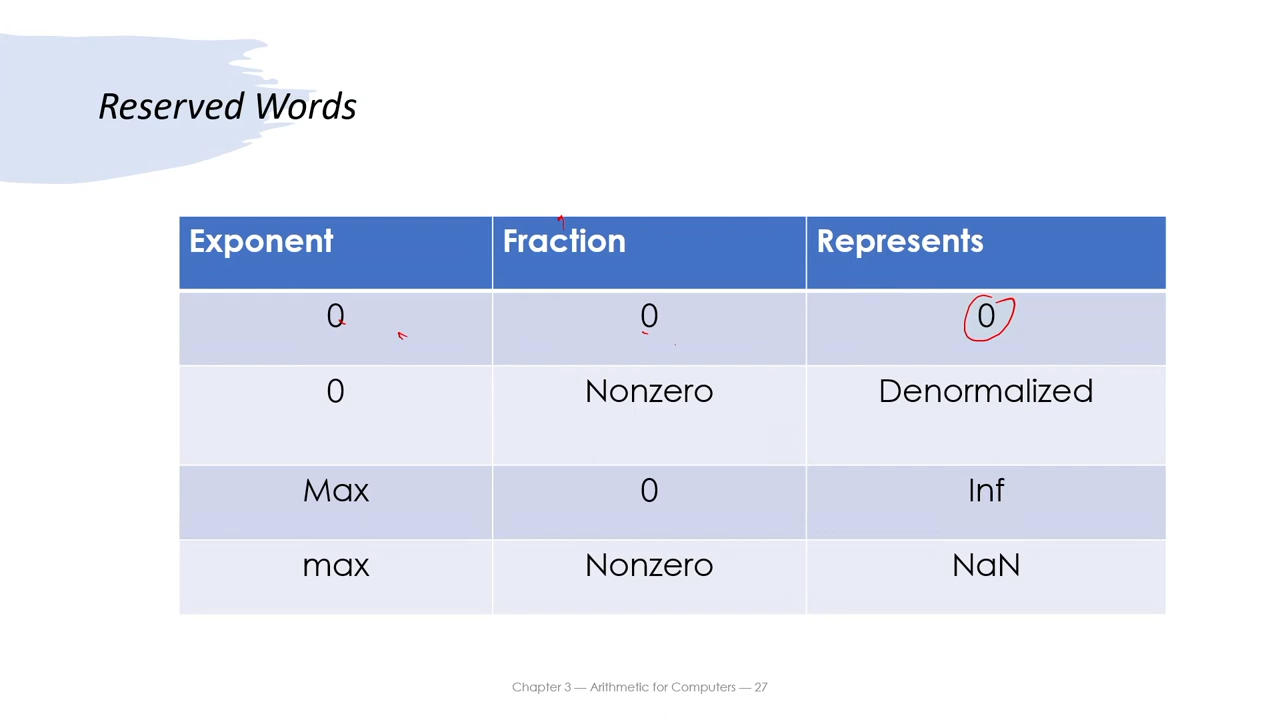 Reserved Words
Exponent Fraction Represents
0 0 0
0 Nonzero Denormalized
Max 0 Inf
max Nonzero NaN
Chapter 3 — Arithmetic for Computers — 27